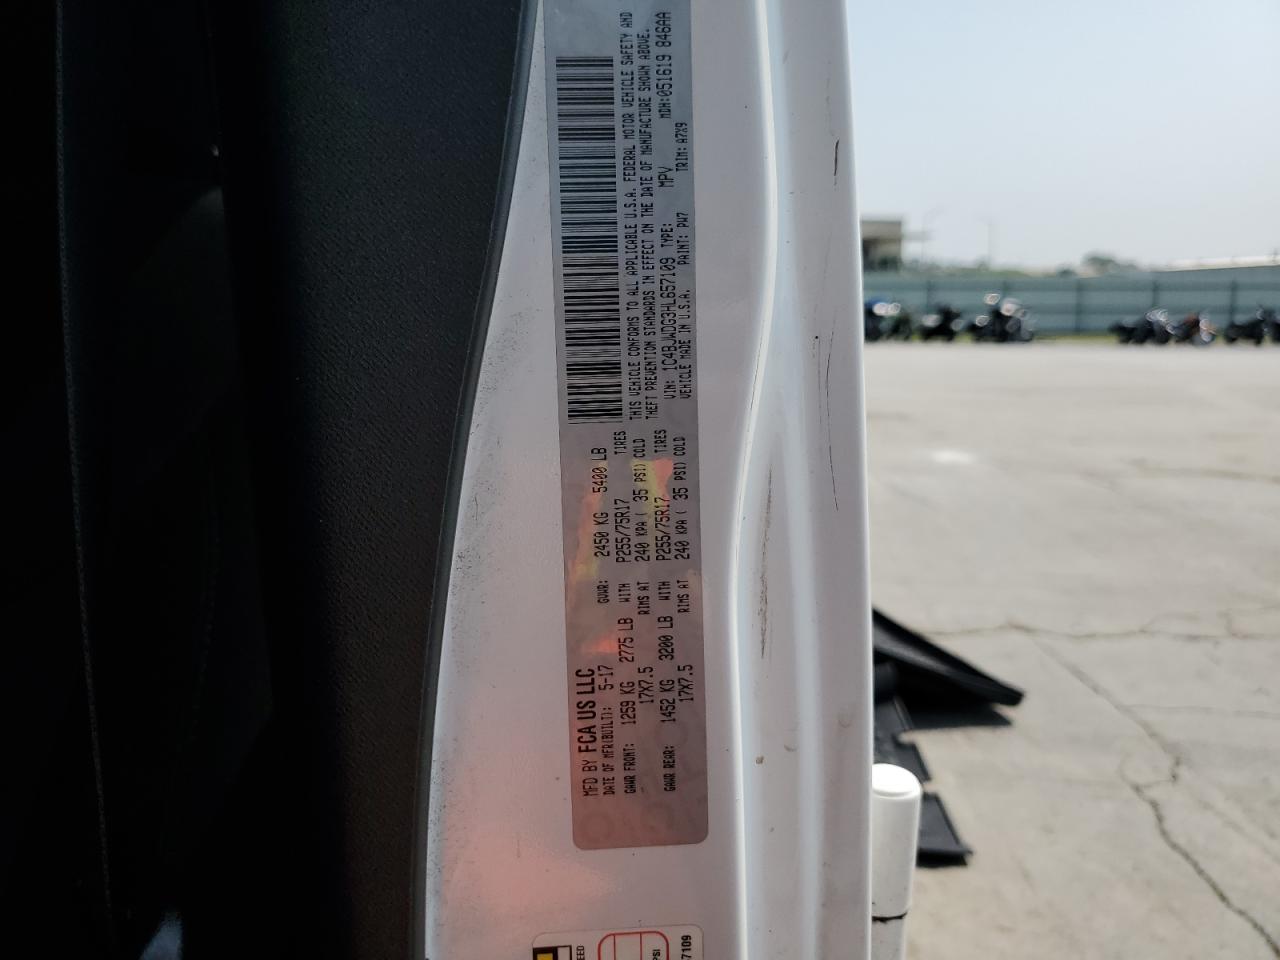 MFD BY FCA US LLC
DATE OF MFR(BUILT): 5-17 GVWR: 2450 KG 5400 LB
GAWR FRONT: 1259 KG 2775 LB WITH P255/75R17 TIRES
17X7.5 RIMS AT 240 KPA ( 35 PSI) COLD
GAWR REAR: 1452 KG 3200 LB WITH P255/75R17 TIRES
17X7.5 RIMS AT 240 KPA ( 35 PSI) COLD
THIS VEHICLE CONFORMS TO ALL APPLICABLE U.S.A. FEDERAL MOTOR VEHICLE SAFETY AND
THEFT PREVENTION STANDARDS IN EFFECT ON THE DATE OF MANUFACTURE SHOWN ABOVE.
VIN: 1C4BJWDG3HL657109 TYPE: MPV MDH:051619 846AA
VEHICLE MADE IN U.S.A. PAINT: PW7 TRIM: A7X9
EED
PSI
7109